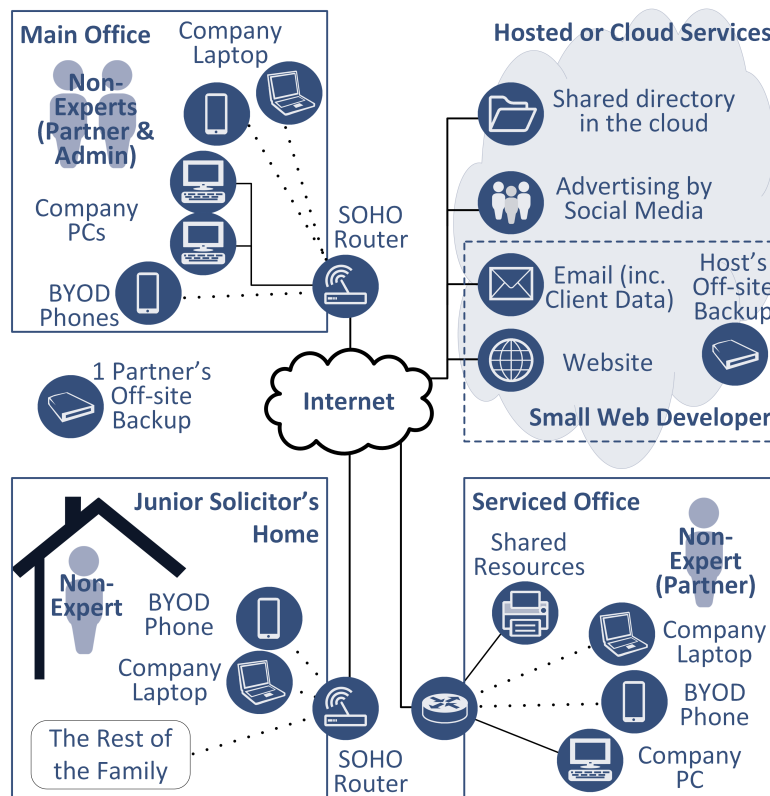 Main Office
Company
Laptop
Non-
Experts
(Partner &
Admin)
Company
PCs
SOHO
Router
BYOD
Phones
Hosted or Cloud Services
Shared directory
in the cloud
Advertising by
Social Media
Email (inc.
Client Data)
Host's
Off-site
Backup
Website
Small Web Developer
1 Partner's
Off-site
Backup
Internet
Junior Solicitor's
Home
Non-
Expert
BYOD
Phone
Company
Laptop
The Rest of
the Family
SOHO
Router
Serviced Office
Shared
Resources
Non-
Expert
(Partner)
Company
Laptop
BYOD
Phone
Company
PC